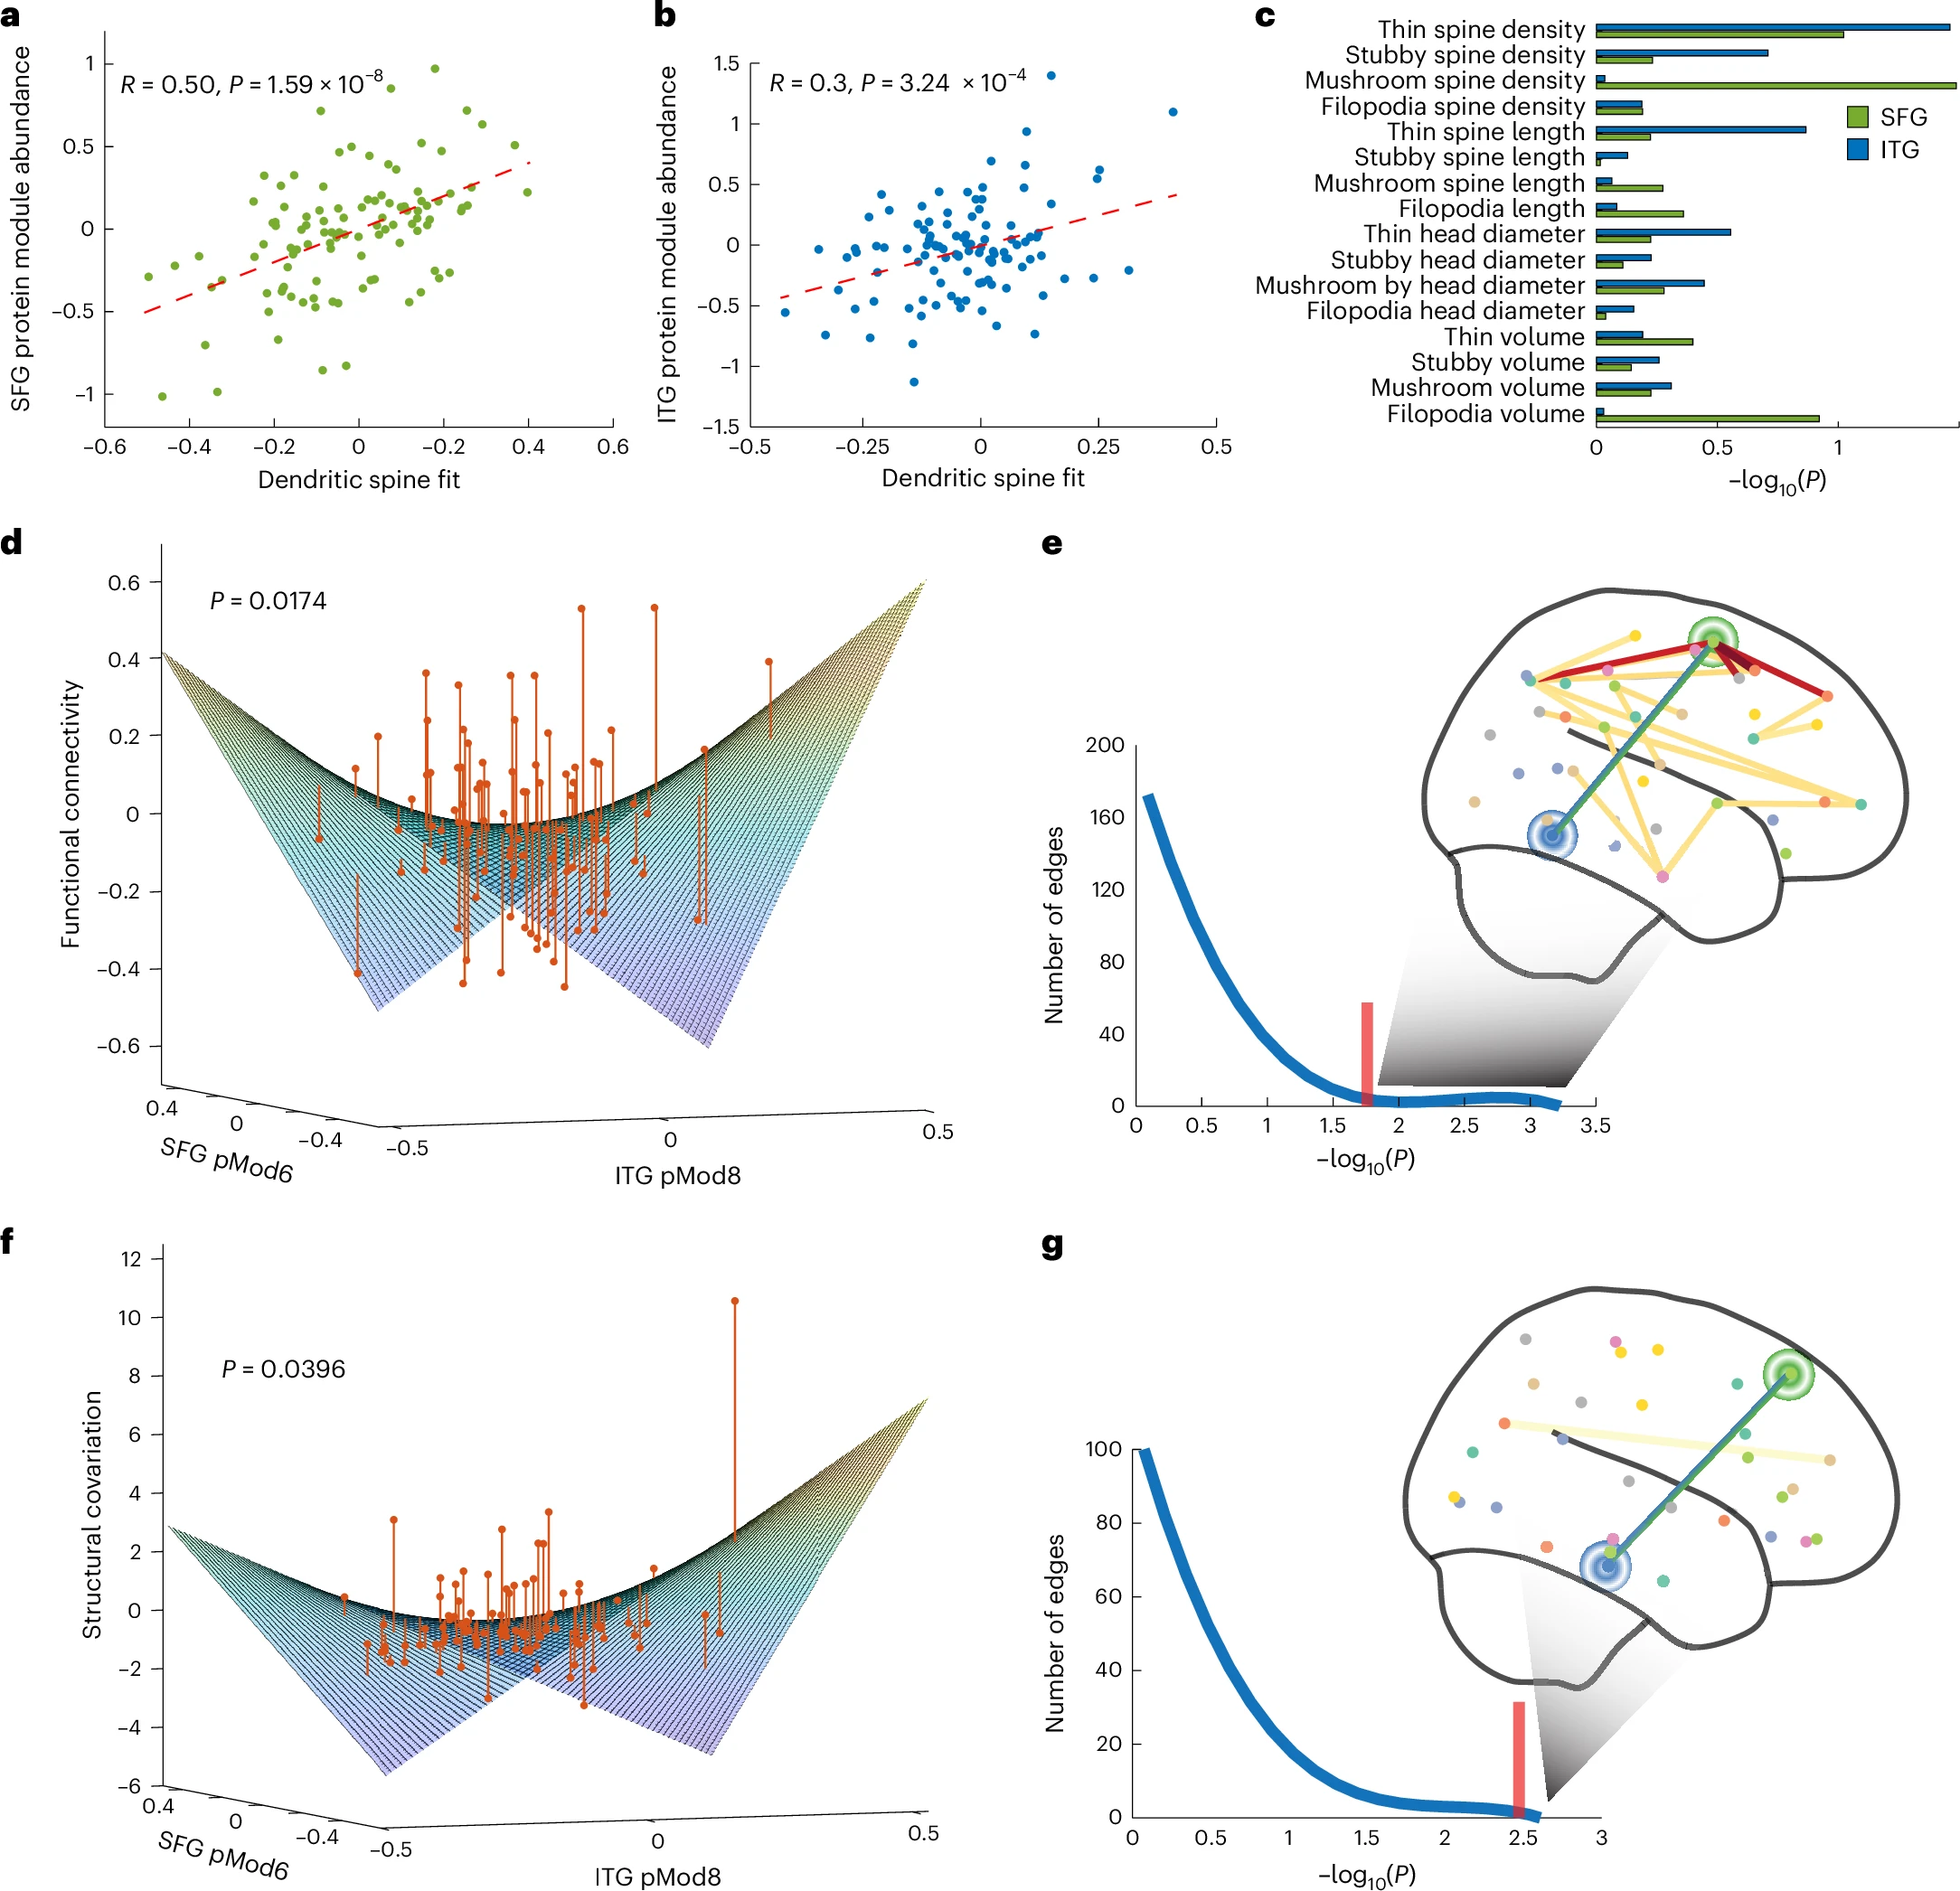 a
SFG protein module abundance
1
0.5
0
–0.5
–1
R = 0.50, P = 1.59 × 10–8
–0.6 –0.4 –0.2 0 –0.2 0.4 0.6
Dendritic spine fit
b
ITG protein module abundance
1.5
1
0.5
0
–0.5
–1
–1.5
R = 0.3, P = 3.24 × 10–4
–0.5 –0.25 0 0.25 0.5
Dendritic spine fit
c
Thin spine density
Stubby spine density
Mushroom spine density
Filopodia spine density
Thin spine length
Stubby spine length
Mushroom spine length
Filopodia length
Thin head diameter
Stubby head diameter
Mushroom by head diameter
Filopodia head diameter
Thin volume
Stubby volume
Mushroom volume
Filopodia volume
SFG
ITG
0 0.5 1
–log10(P)
d
Functional connectivity
0.6
0.4
0.2
0
–0.2
–0.4
–0.6
P = 0.0174
0.4 0 –0.4
SFG pMod6
–0.5 0 0.5
ITG pMod8
e
Number of edges
200
160
120
80
40
0
0 0.5 1 1.5 2 2.5 3 3.5
–log10(P)
f
Structural covariation
12
10
8
6
4
2
0
–2
–4
–6
P = 0.0396
0.4 0 –0.4
SFG pMod6
–0.5 0 0.5
ITG pMod8
g
Number of edges
100
80
60
40
20
0
0 0.5 1 1.5 2 2.5 3
–log10(P)